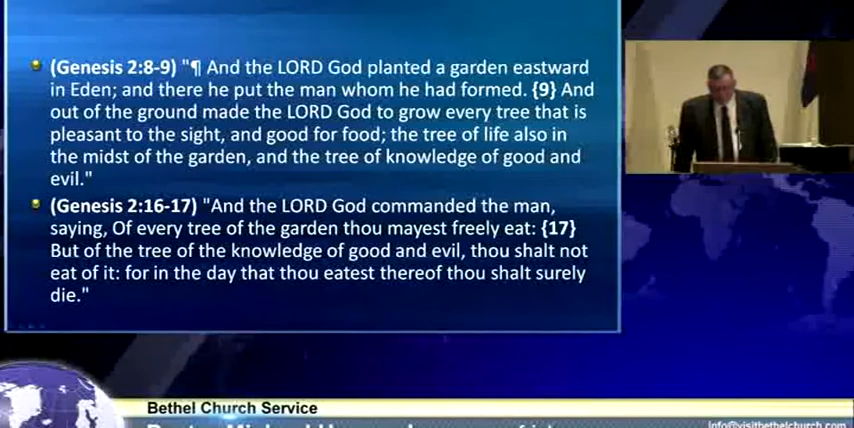 (Genesis 2:8-9) "¶ And the LORD God planted a garden eastward
in Eden; and there he put the man whom he had formed. {9} And
out of the ground made the LORD God to grow every tree that is
pleasant to the sight, and good for food; the tree of life also in
the midst of the garden, and the tree of knowledge of good and
evil."
(Genesis 2:16-17) "And the LORD God commanded the man,
saying, Of every tree of the garden thou mayest freely eat: {17}
But of the tree of the knowledge of good and evil, thou shalt not
eat of it: for in the day that thou eatest thereof thou shalt surely
die."
Bethel Church Service
info@visitbethelchurch.com